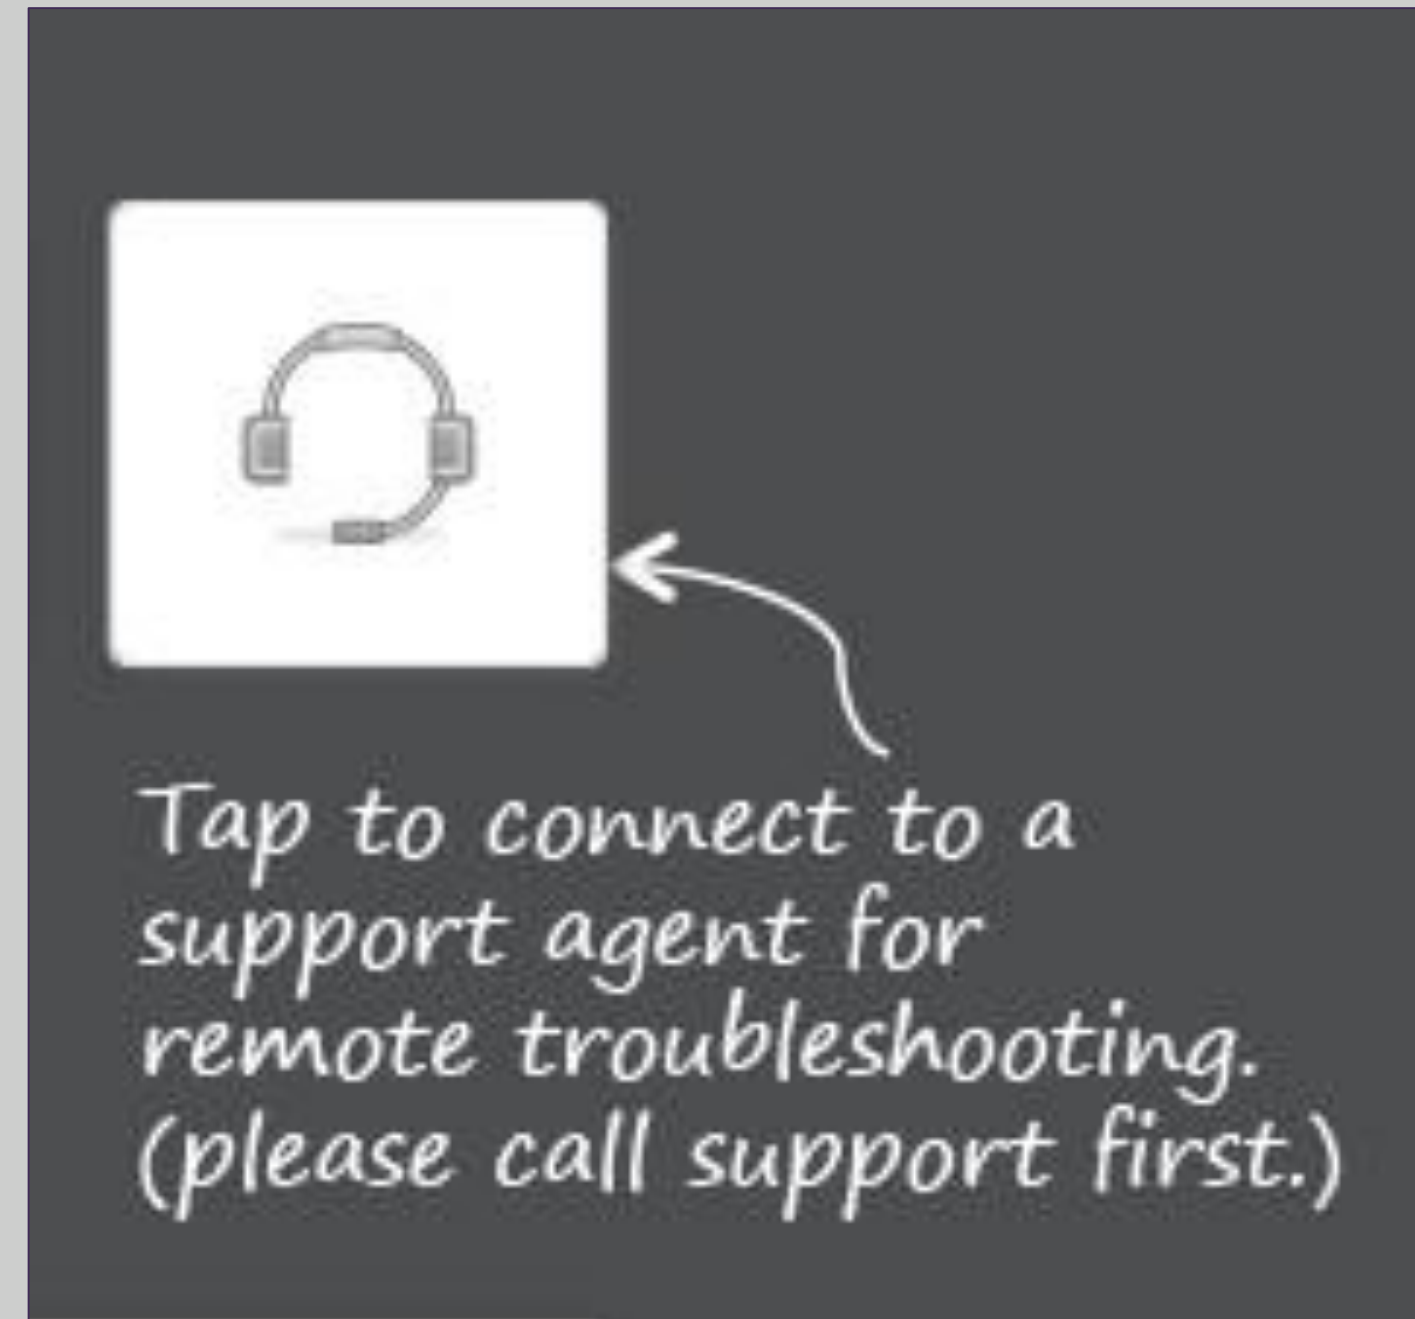 Tap to connect to a
support agent for
remote troubleshooting.
(please call support first.)